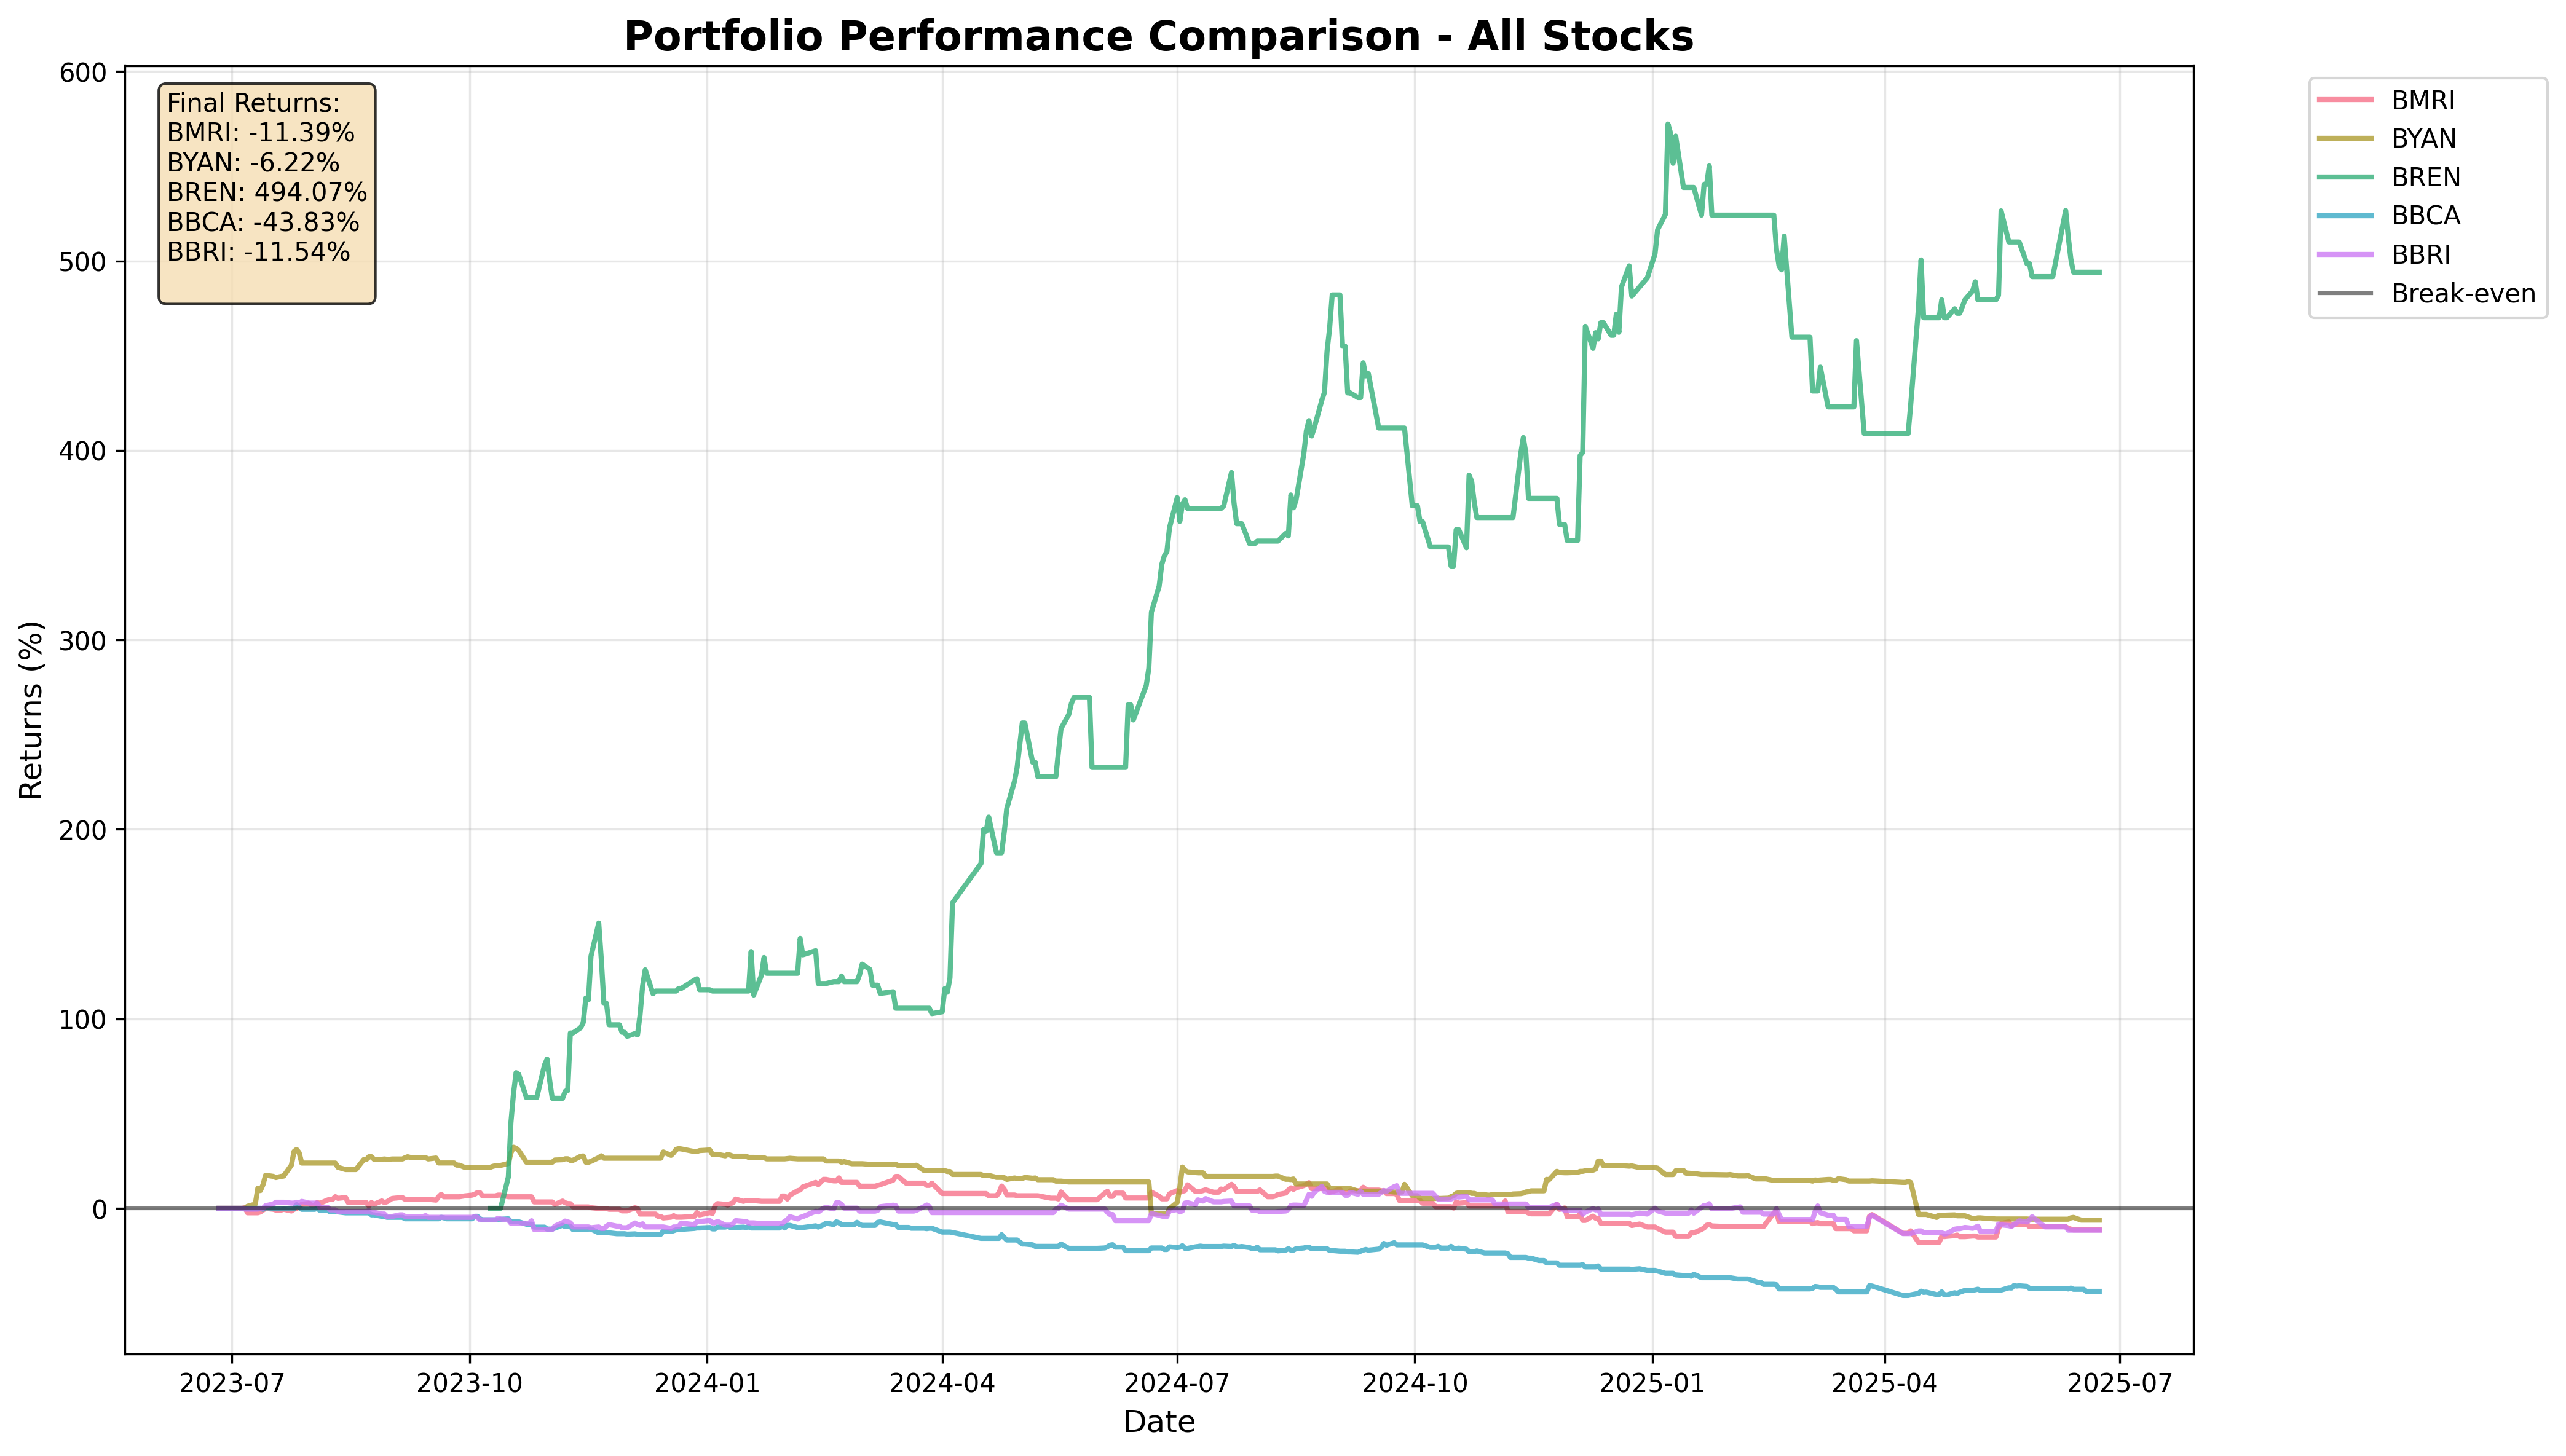 Portfolio Performance Comparison - All Stocks
Final Returns:
BMRI: -11.39%
BYAN: -6.22%
BREN: 494.07%
BBCA: -43.83%
BBRI: -11.54%
BMRI
BYAN
BREN
BBCA
BBRI
Break-even
Returns (%)
600
500
400
300
200
100
0
2023-07
2023-10
2024-01
2024-04
2024-07
2024-10
2025-01
2025-04
2025-07
Date